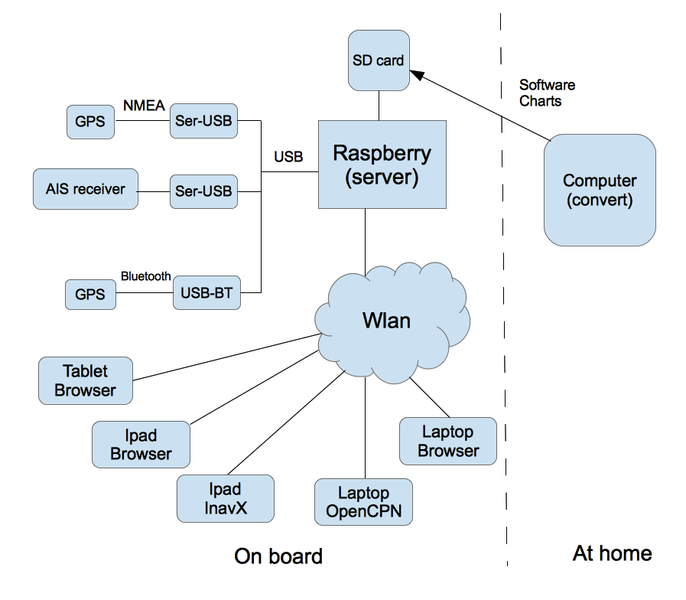 SD card
Software
Charts
NMEA
GPS
Ser-USB
USB
Raspberry
(server)
Computer
(convert)
AIS receiver
Ser-USB
Bluetooth
GPS
USB-BT
Wlan
Tablet
Browser
Ipad
Browser
Laptop
Browser
Ipad
InavX
Laptop
OpenCPN
On board
At home